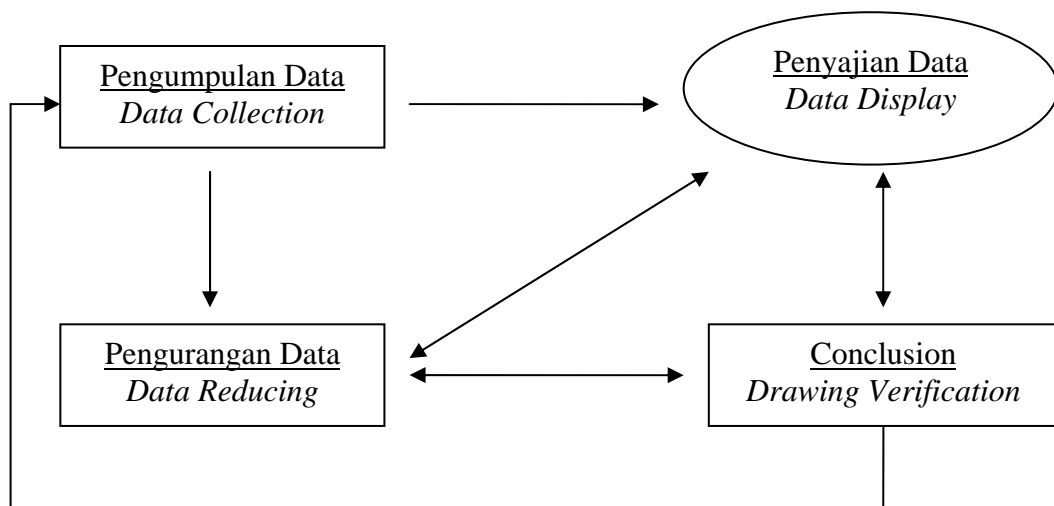 Pengumpulan Data
Data Collection
Penyajian Data
Data Display
Pengurangan Data
Data Reducing
Conclusion
Drawing Verification